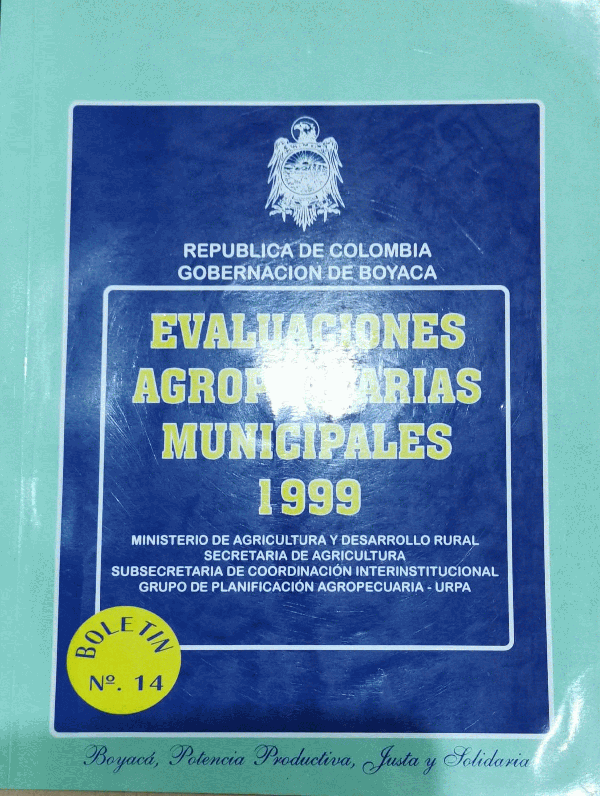 REPUBLICA DE COLOMBIA
GOBERNACION DE BOYACA
EVALUACIONES
AGROPECUARIAS
MUNICIPALES
1999
MINISTERIO DE AGRICULTURA Y DESARROLLO RURAL
SECRETARIA DE AGRICULTURA
SUBSECRETARIA DE COORDINACIÓN INTERINSTITUCIONAL
GRUPO DE PLANIFICACIÓN AGROPECUARIA - URPA
BOLETIN
Nº. 14
Boyacá, Potencia Productiva, Justa y Solidaria